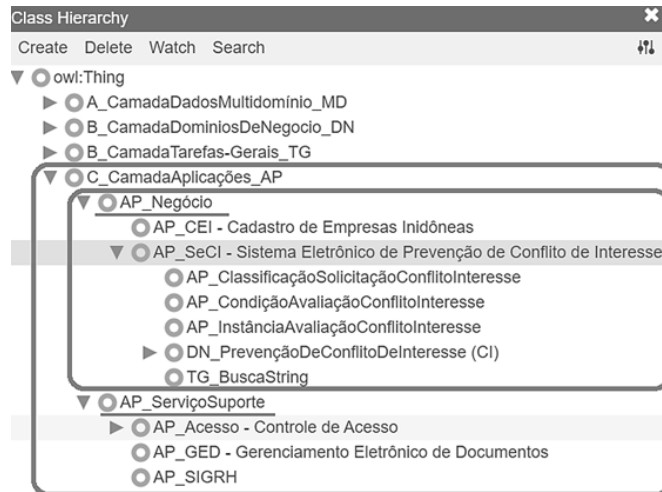 Class Hierarchy
Create Delete Watch Search
owl:Thing
A_CamadaDadosMultidomínio_MD
B_CamadaDominiosDeNegocio_DN
B_CamadaTarefas-Gerais_TG
C_CamadaAplicações_AP
AP_Negócio
AP_CEI - Cadastro de Empresas Inidôneas
AP_SeCI - Sistema Eletrônico de Prevenção de Conflito de Interesse
AP_ClassificaçãoSolicitaçãoConflitoInteresse
AP_CondiçãoAvaliaçãoConflitoInteresse
AP_InstânciaAvaliaçãoConflitoInteresse
DN_PrevençãoDeConflitoDeInteresse (CI)
TG_BuscaString
AP_ServiçoSuporte
AP_Acesso - Controle de Acesso
AP_GED - Gerenciamento Eletrônico de Documentos
AP_SIGRH